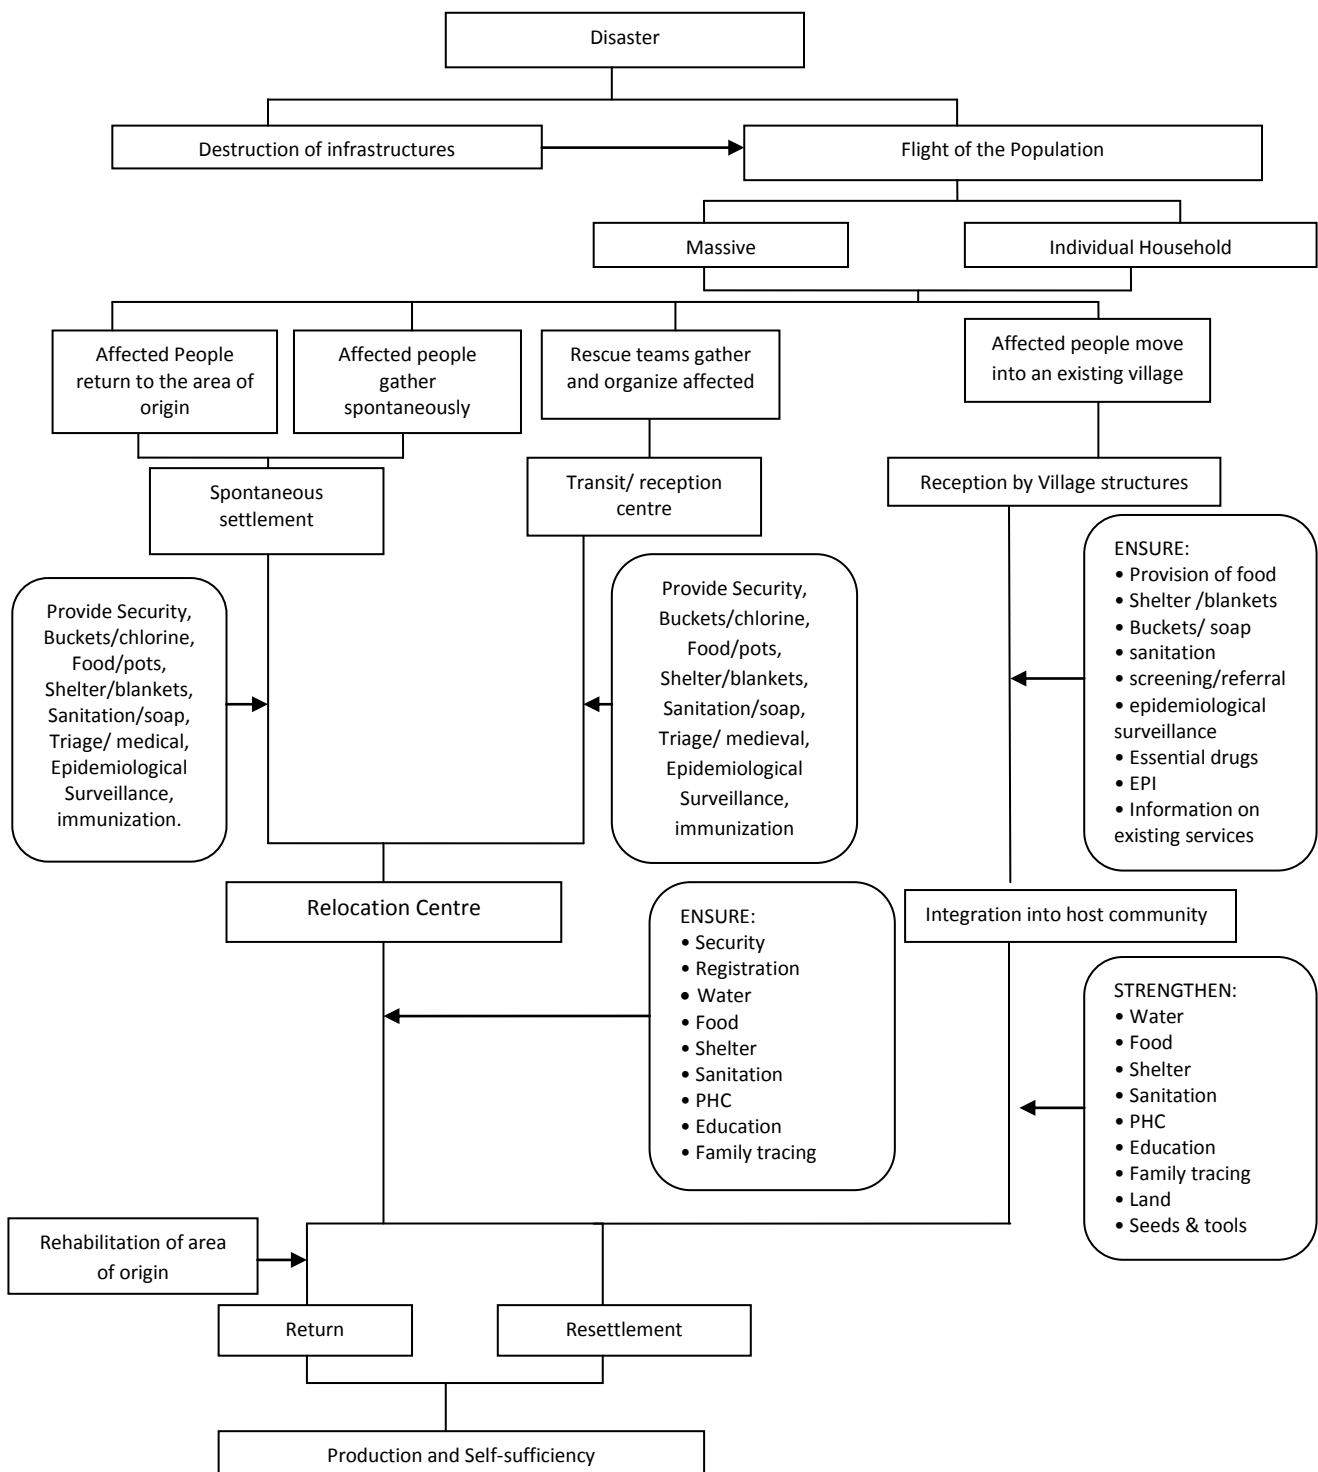 Disaster
Destruction of infrastructures
Flight of the Population
Massive
Individual Household
Affected People
return to the area of
origin
Affected people
gather
spontaneously
Rescue teams gather
and organize affected
Affected people move
into an existing village
Spontaneous
settlement
Transit/ reception
centre
Reception by Village structures
Provide Security,
Buckets/chlorine,
Food/pots,
Shelter/blankets,
Sanitation/soap,
Triage/ medical,
Epidemiological
Surveillance,
immunization.
Provide Security,
Buckets/chlorine,
Food/pots,
Shelter/blankets,
Sanitation/soap,
Triage/ medieval,
Epidemiological
Surveillance,
immunization
ENSURE:
• Provision of food
• Shelter /blankets
• Buckets/ soap
• sanitation
• screening/referral
• epidemiological
surveillance
• Essential drugs
• EPI
• Information on
existing services
Relocation Centre
ENSURE:
• Security
• Registration
• Water
• Food
• Shelter
• Sanitation
• PHC
• Education
• Family tracing
Integration into host community
STRENGTHEN:
• Water
• Food
• Shelter
• Sanitation
• PHC
• Education
• Family tracing
• Land
• Seeds & tools
Rehabilitation of area
of origin
Return
Resettlement
Production and Self-sufficiency